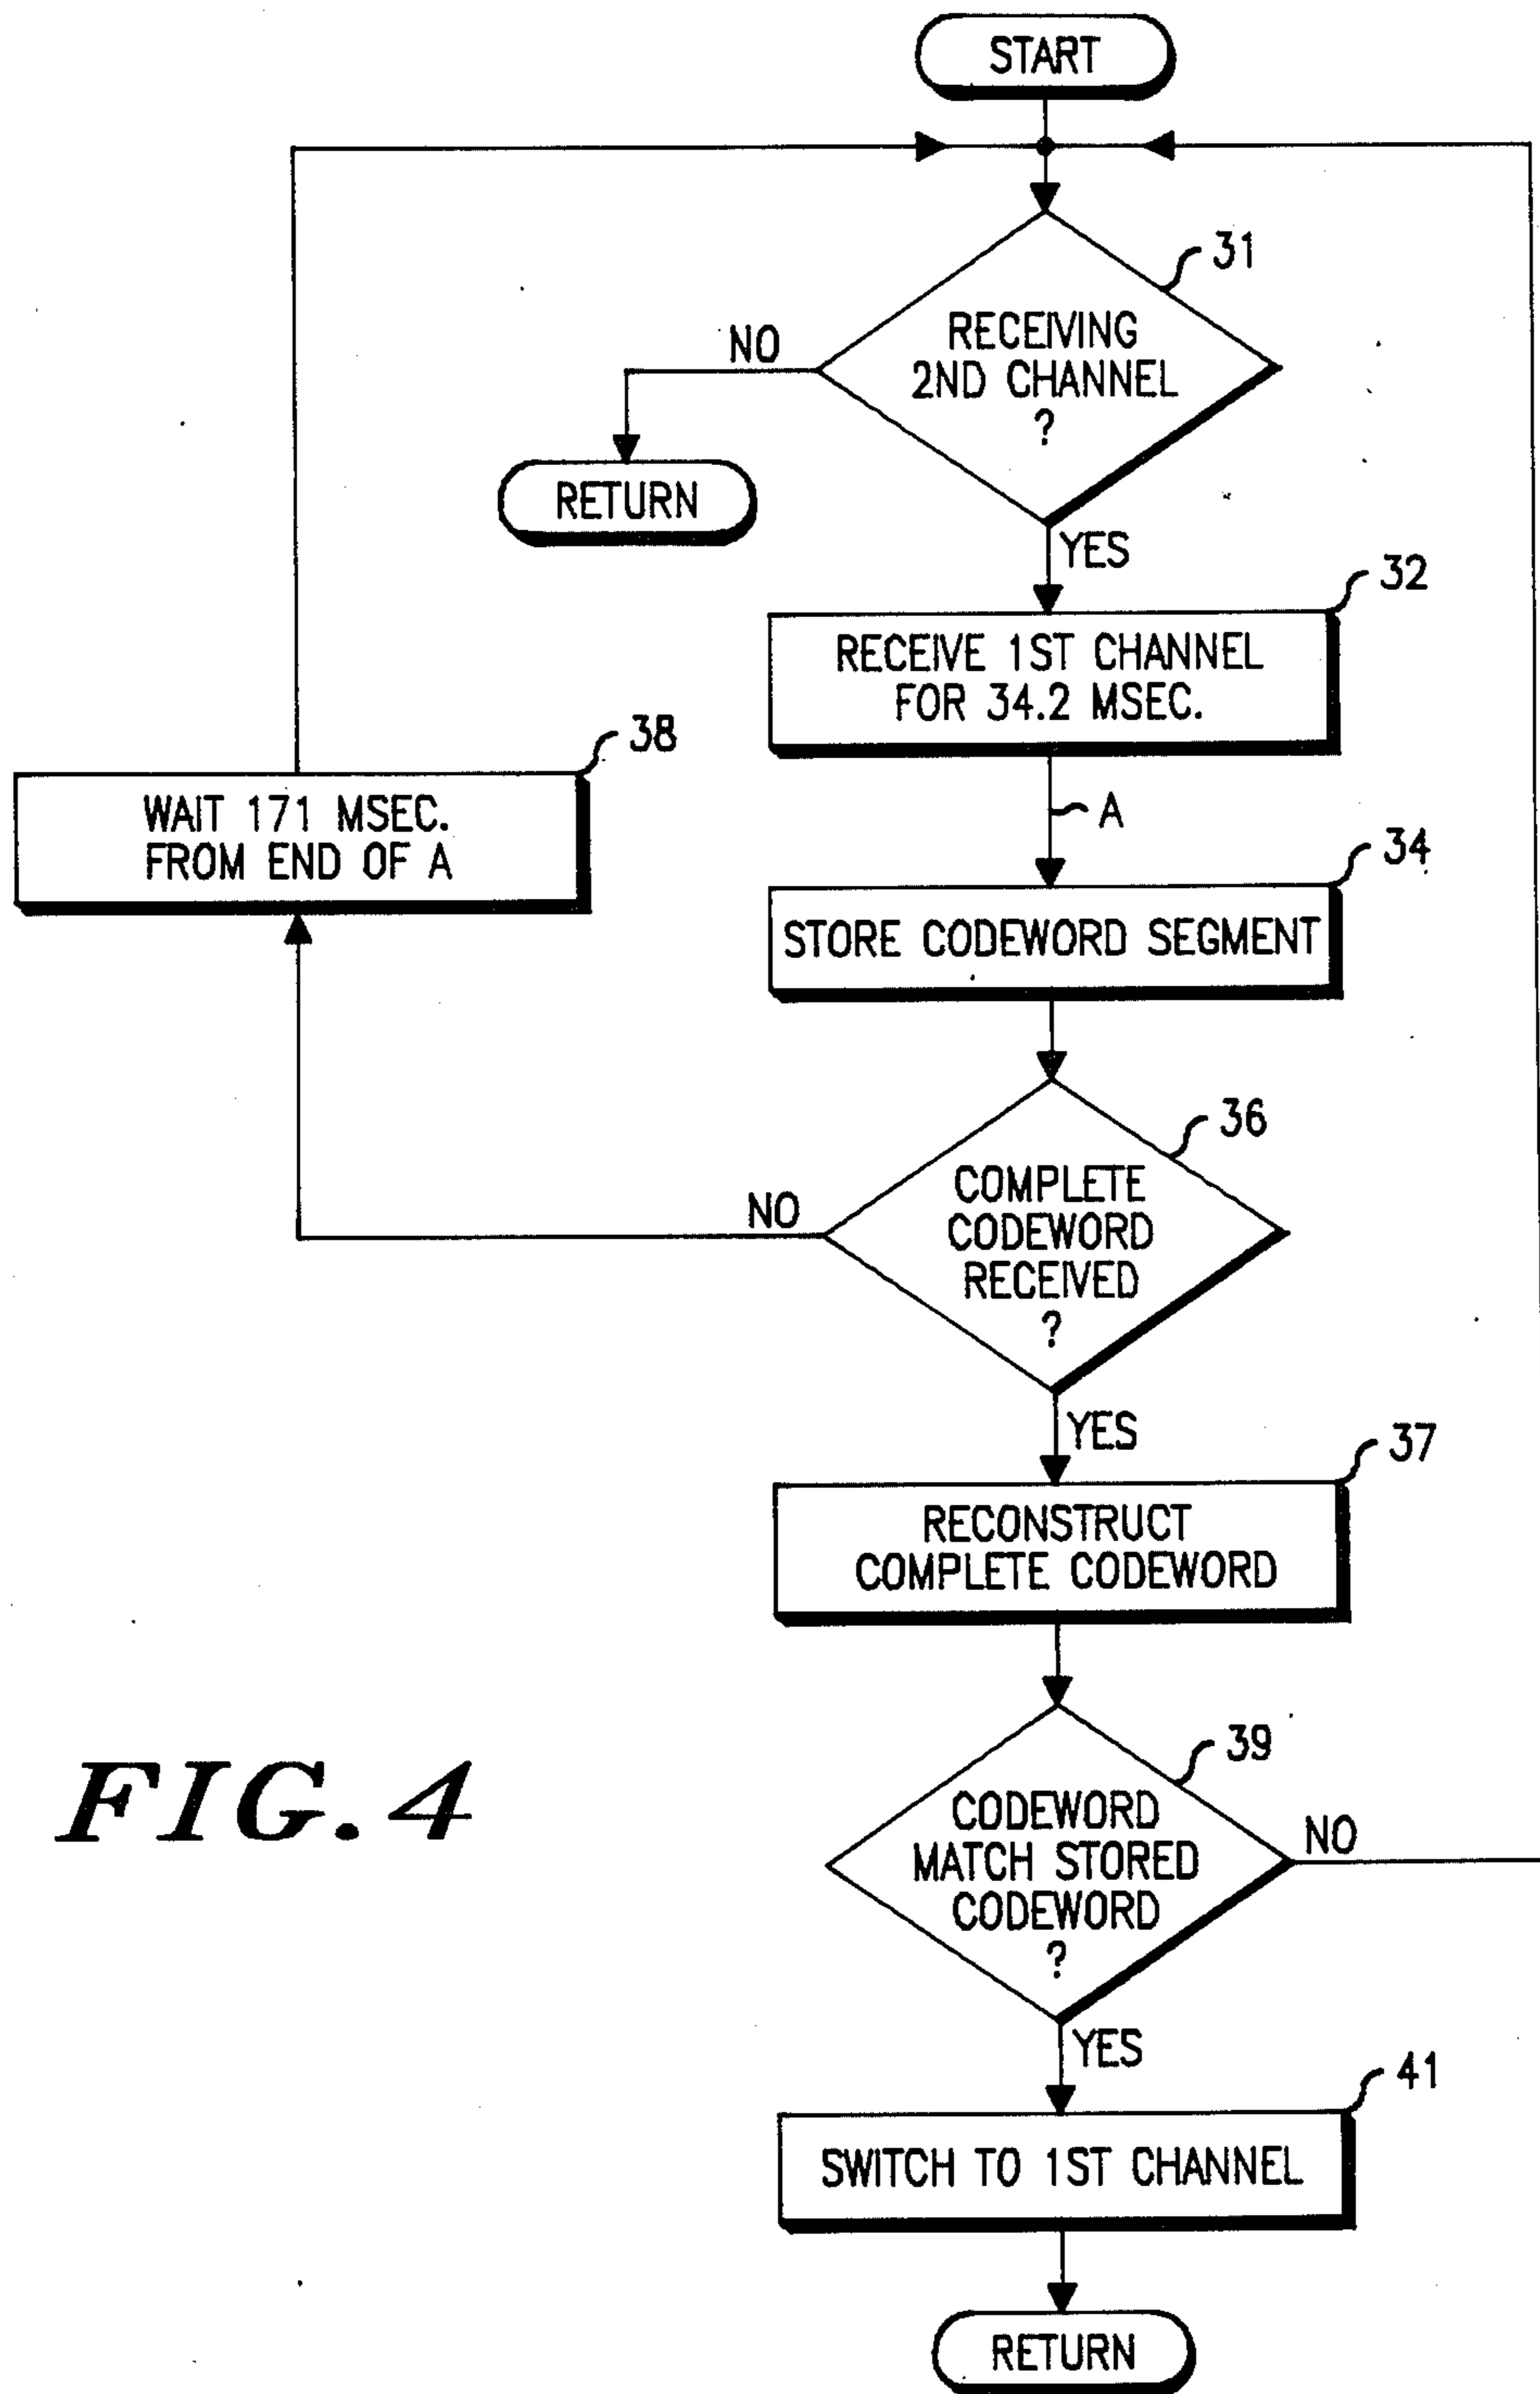 START
31
RECEIVING
2ND CHANNEL
?
NO
RETURN
YES
32
RECEIVE 1ST CHANNEL
FOR 34.2 MSEC.
38
WAIT 171 MSEC.
FROM END OF A
A
34
STORE CODEWORD SEGMENT
36
COMPLETE
CODEWORD
RECEIVED
?
NO
YES
37
RECONSTRUCT
COMPLETE CODEWORD
39
CODEWORD
MATCH STORED
CODEWORD
?
NO
FIG.4
YES
41
SWITCH TO 1ST CHANNEL
RETURN